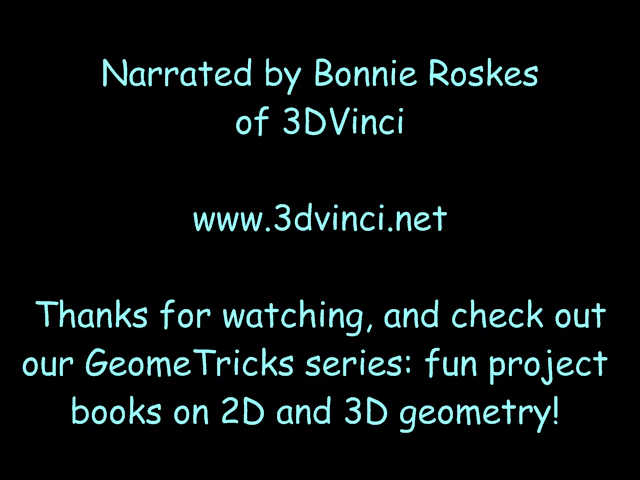 Narrated by Bonnie Roskes
of 3DVinci
www.3dvinci.net
Thanks for watching, and check out
our GeomeTricks series: fun project
books on 2D and 3D geometry!